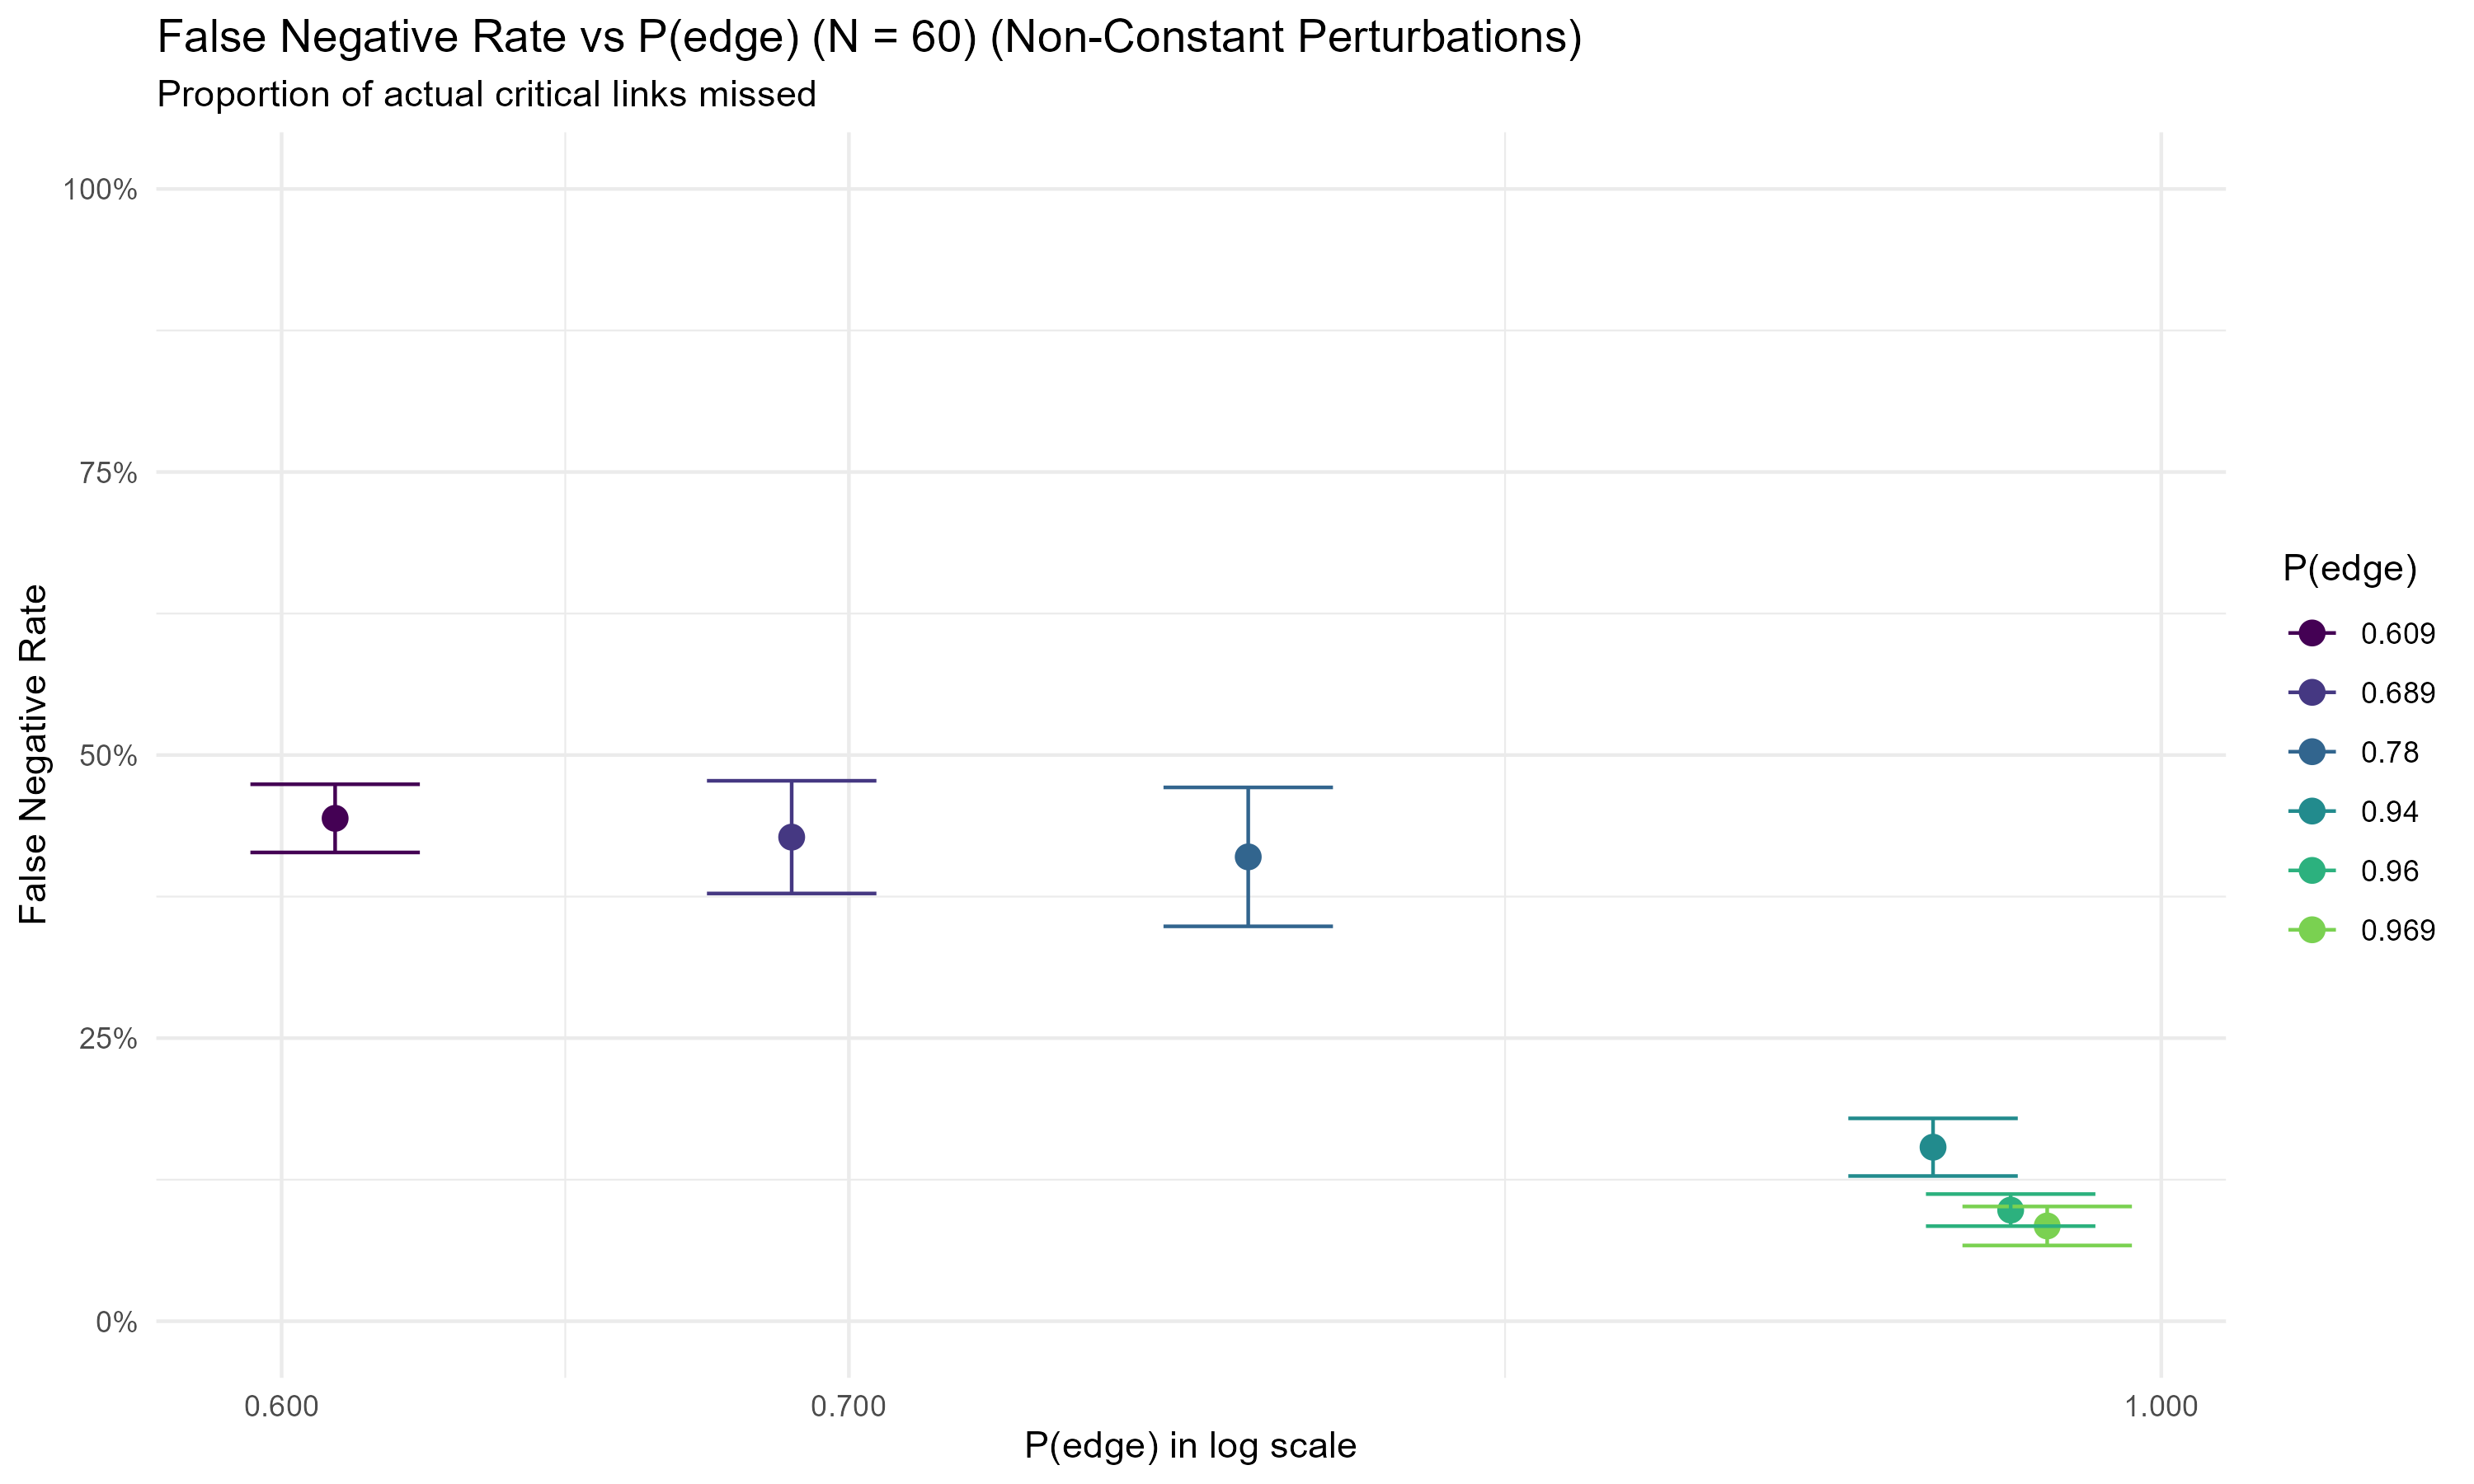 False Negative Rate vs P(edge) (N = 60) (Non-Constant Perturbations)
Proportion of actual critical links missed
100%
75%
50%
25%
0%
False Negative Rate
0.600
0.700
1.000
P(edge) in log scale
P(edge)
0.609
0.689
0.78
0.94
0.96
0.969